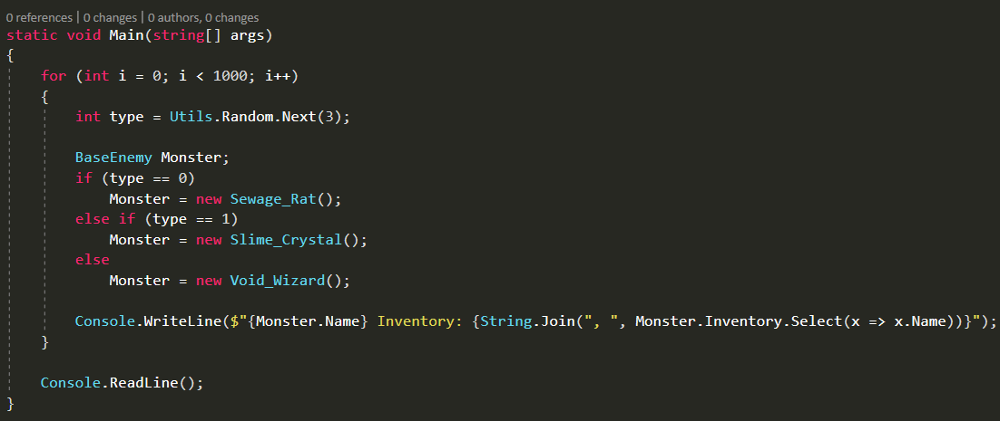 0 references | 0 changes | 0 authors, 0 changes
static void Main(string[] args)
{
    for (int i = 0; i < 1000; i++)
    {
        int type = Utils.Random.Next(3);

        BaseEnemy Monster;
        if (type == 0)
            Monster = new Sewage_Rat();
        else if (type == 1)
            Monster = new Slime_Crystal();
        else
            Monster = new Void_Wizard();

        Console.WriteLine($"{Monster.Name} Inventory: {String.Join(", ", Monster.Inventory.Select(x => x.Name))}");
    }

    Console.ReadLine();
}